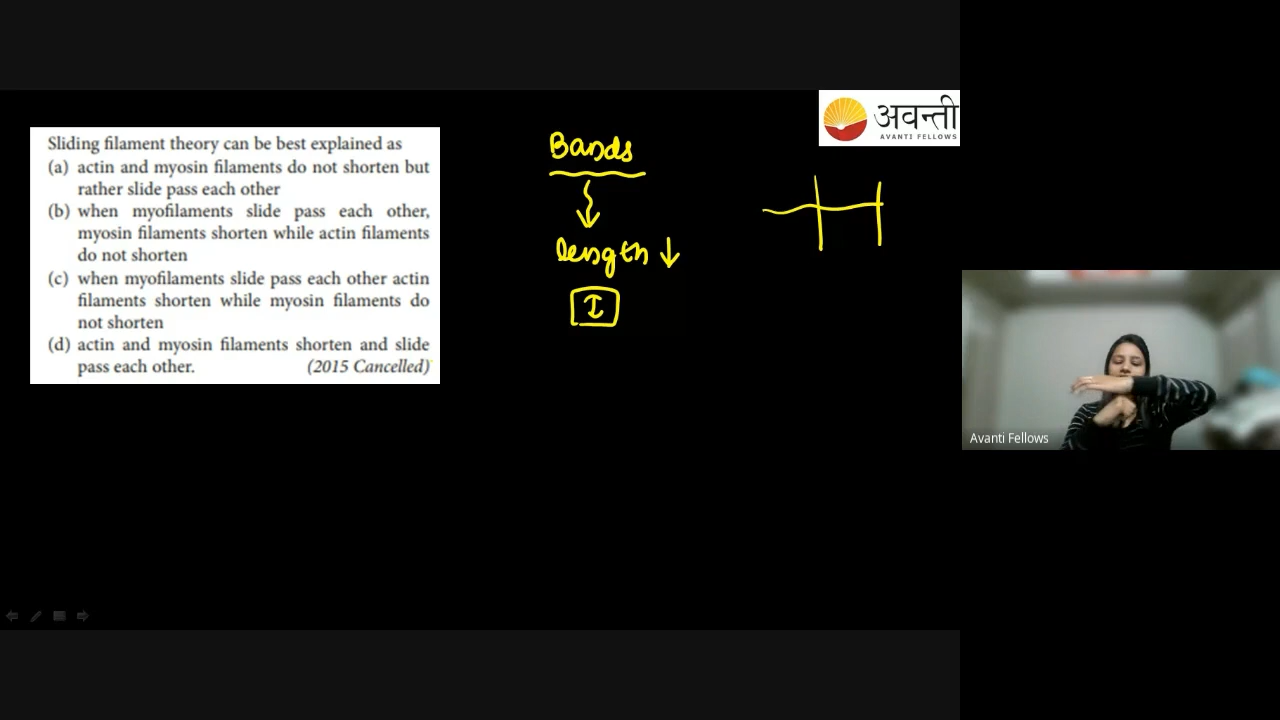 Sliding filament theory can be best explained as
(a) actin and myosin filaments do not shorten but
rather slide pass each other
(b) when myofilaments slide pass each other,
myosin filaments shorten while actin filaments
do not shorten
(c) when myofilaments slide pass each other actin
filaments shorten while myosin filaments do
not shorten
(d) actin and myosin filaments shorten and slide
pass each other. (2015 Cancelled)
Bands
length ↓
I
अवन्ती
AVANTI FELLOWS
Avanti Fellows